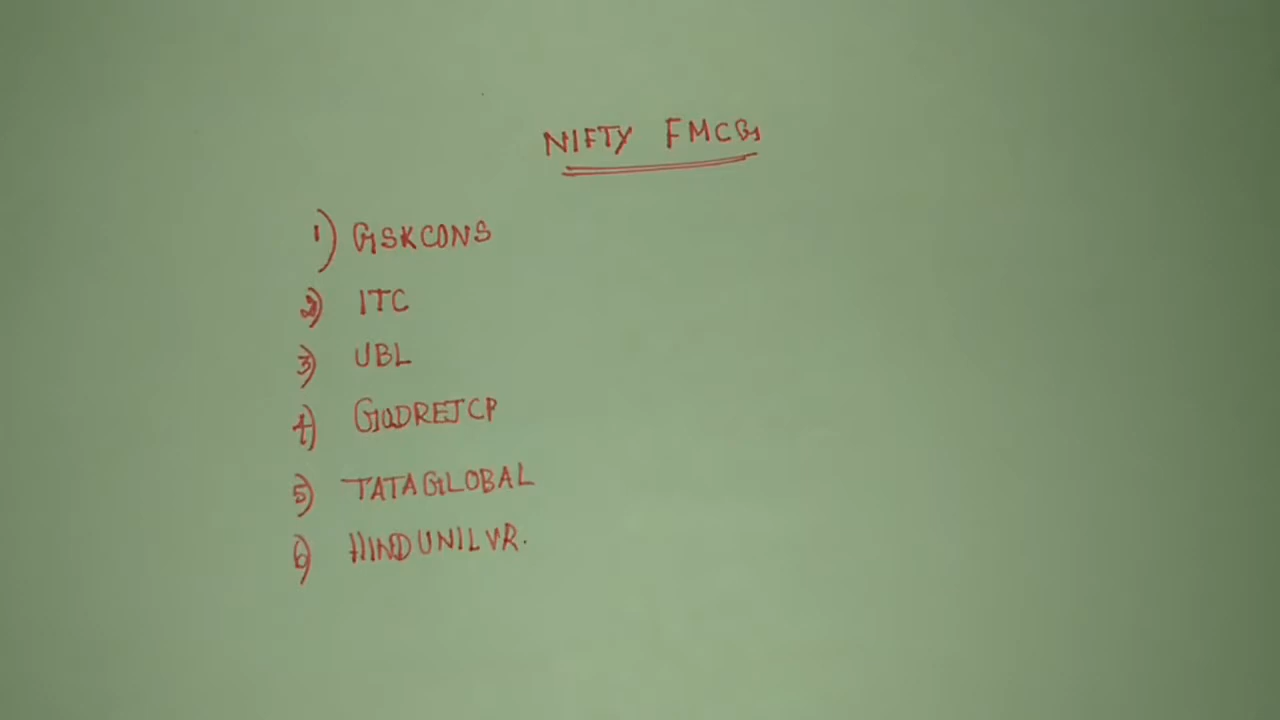 NIFTY FMCG
1) GSKCONS
2) ITC
3) UBL
4) GODREJCP
5) TATAGLOBAL
6) HINDUNILVR.